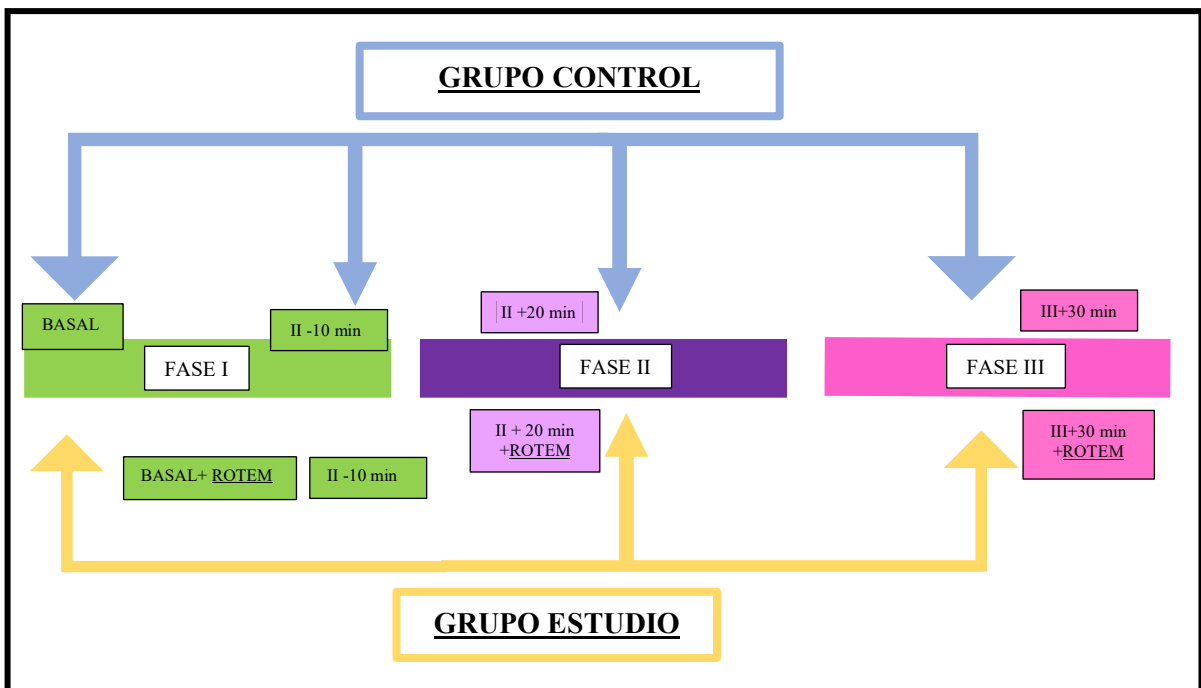 GRUPO CONTROL
BASAL
II -10 min
II +20 min
III+30 min
FASE I
FASE II
FASE III
BASAL+ ROTEM
II -10 min
II + 20 min
+ROTEM
III+30 min
+ROTEM
GRUPO ESTUDIO